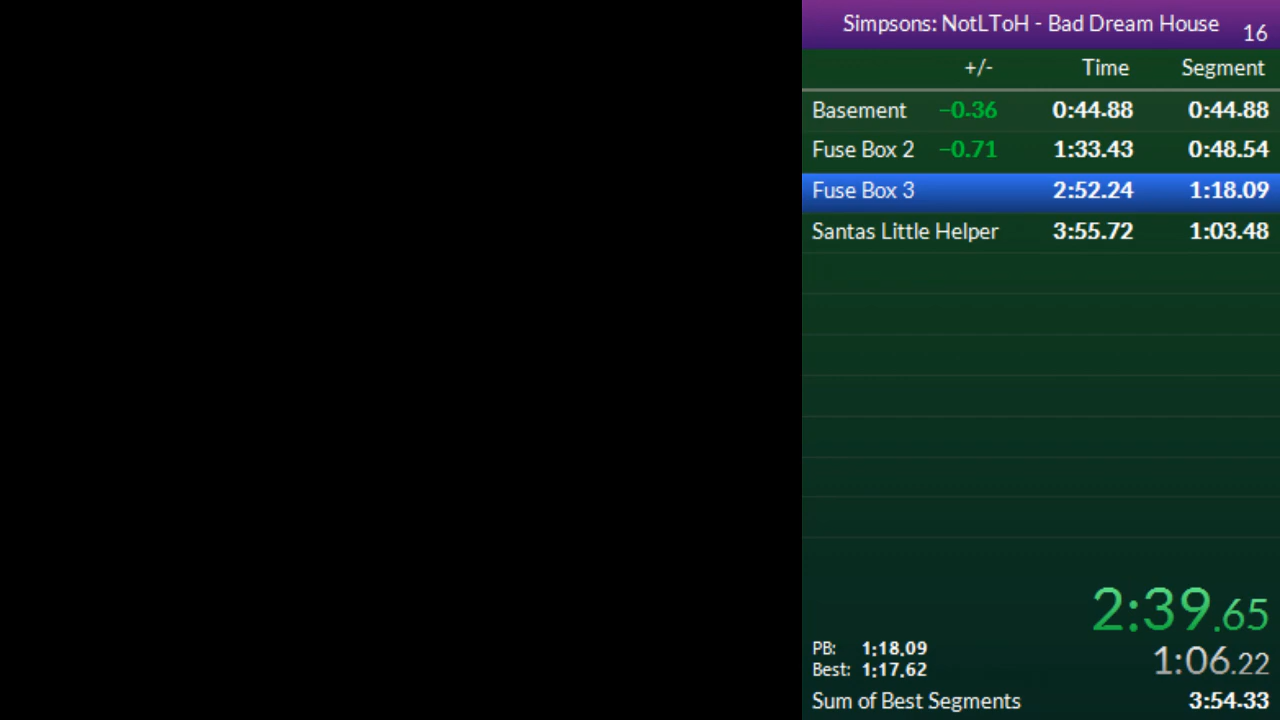 Simpsons: NotLToH - Bad Dream House 16
+/- Time Segment
Basement −0.36 0:44.88 0:44.88
Fuse Box 2 −0.71 1:33.43 0:48.54
Fuse Box 3 2:52.24 1:18.09
Santas Little Helper 3:55.72 1:03.48
2:39.65
PB: 1:18.09
Best: 1:17.62
1:06.22
Sum of Best Segments 3:54.33